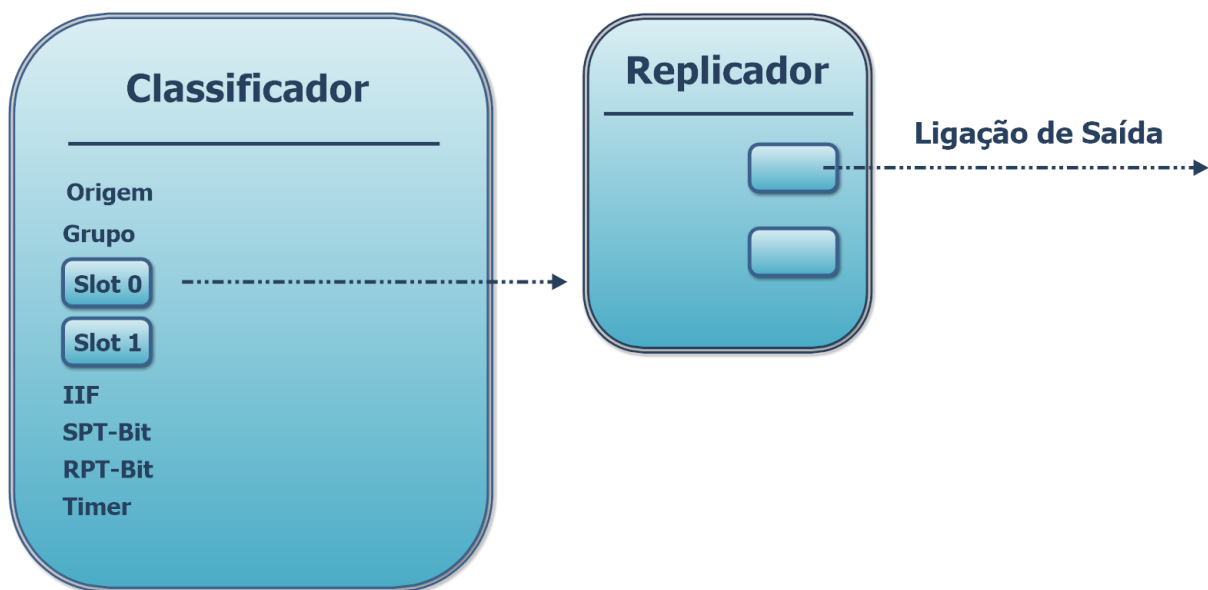 Classificador
Origem
Grupo
Slot 0
Slot 1
IIF
SPT-Bit
RPT-Bit
Timer
Replicador
Ligação de Saída